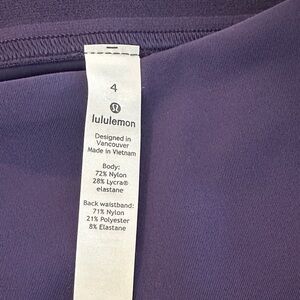 4
lululemon
Designed in
Vancouver
Made in Vietnam
Body:
72% Nylon
28% Lycra®
elastane
Back waistband:
71% Nylon
21% Polyester
8% Elastane